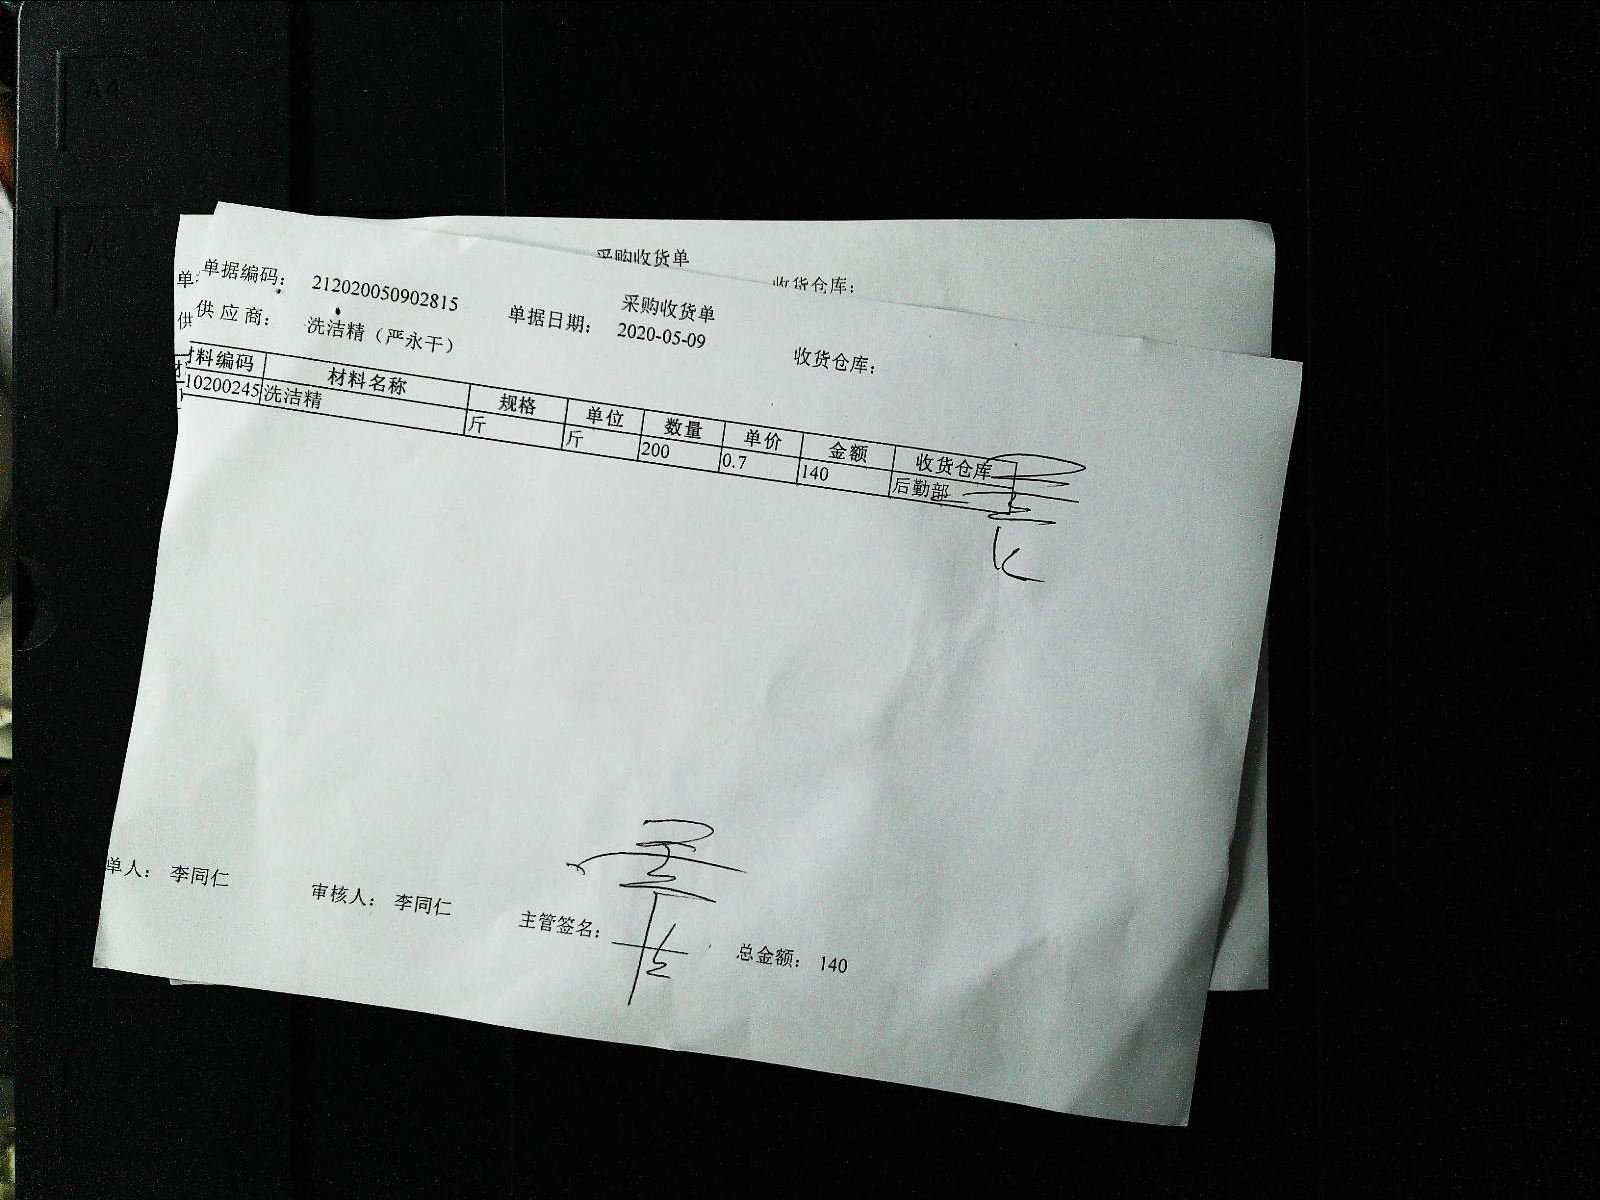 A4
A5
采购收货单
收货仓库：
单
供
采购收货单
单据编码： 212020050902815 单据日期： 2020-05-09 收货仓库：
供应商： 洗洁精（严永干）
材料编码 材料名称 规格 单位 数量 单价 金额 收货仓库
10200245 洗洁精 斤 斤 200 0.7 140 后勤部
单人： 李同仁 审核人： 李同仁 主管签名： 总金额： 140